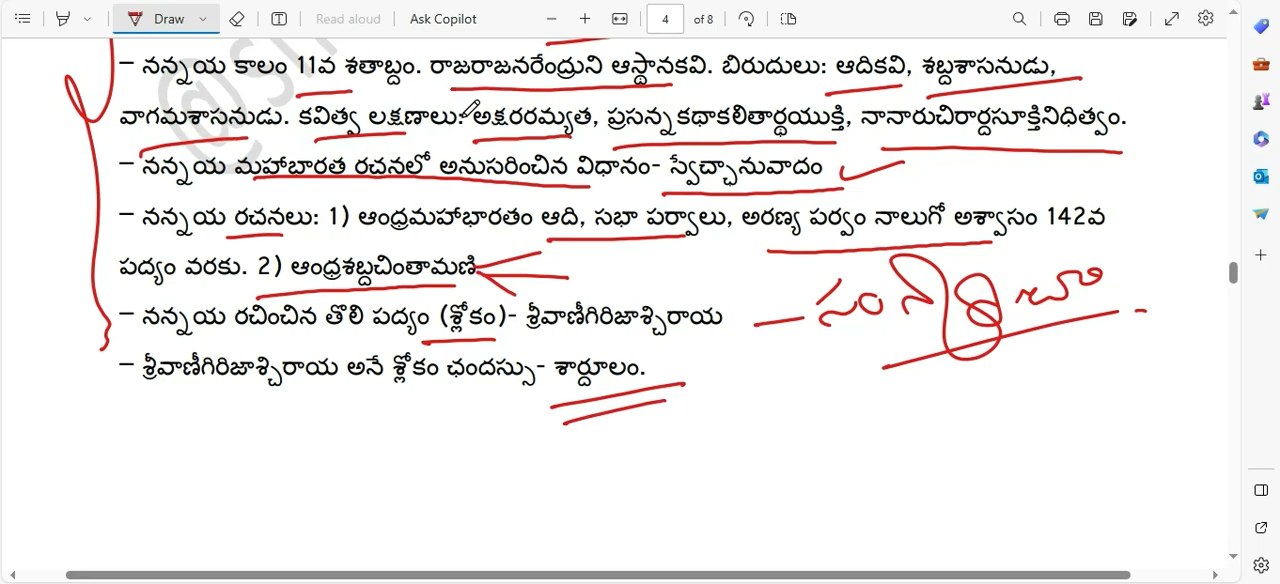 Draw
Read aloud
Ask Copilot
4
of 8
– నన్నయ కాలం 11వ శతాబ్దం. రాజరాజనరేంద్రుని ఆస్థానకవి. బిరుదులు: ఆదికవి, శబ్దశాసనుడు,
వాగమశాసనుడు. కవిత్వ లక్షణాలు: అక్షరరమ్యత, ప్రసన్నకథాకలితార్థయుక్తి, నానారుచిరార్దసూక్తినిధిత్వం.
– నన్నయ మహాబారత రచనలో అనుసరించిన విధానం- స్వేచ్ఛానువాదం
– నన్నయ రచనలు: 1) ఆంధ్రమహాభారతం ఆది, సభా పర్వాలు, అరణ్య పర్వం నాలుగో అశ్వాసం 142వ
పద్యం వరకు. 2) ఆంధ్రశబ్దచింతామణి
– నన్నయ రచించిన తొలి పద్యం (శ్లోకం)- శ్రీవాణీగిరిజాశ్చిరాయ
– శ్రీవాణీగిరిజాశ్చిరాయ అనే శ్లోకం ఛందస్సు- శార్దూలం.